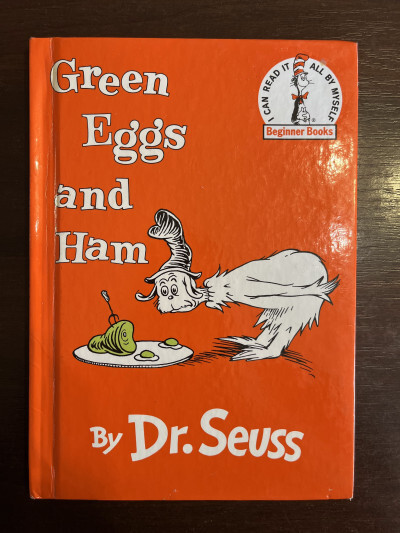 Green
Eggs
and
Ham
I CAN READ IT ALL BY MYSELF
Beginner Books
®
By Dr. Seuss